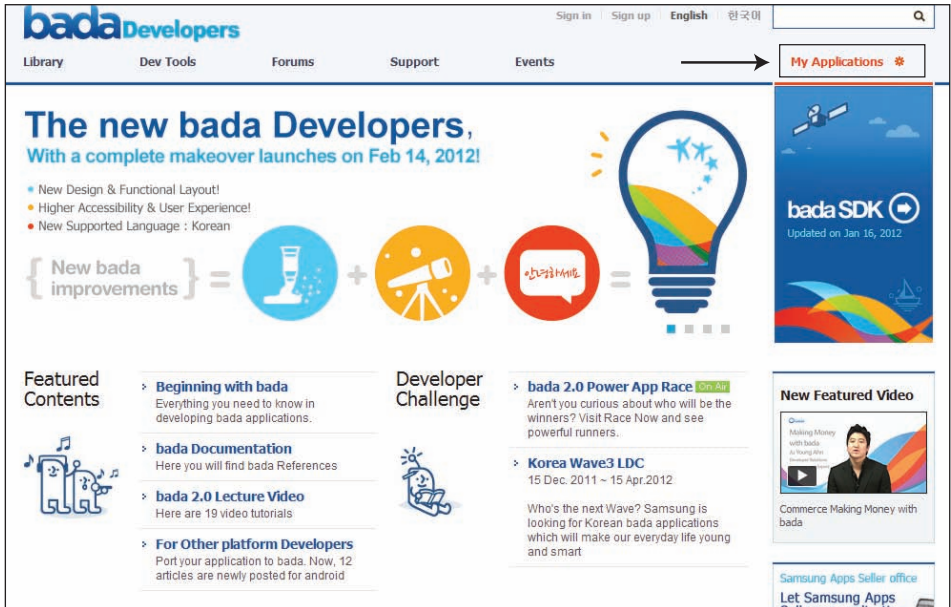 bada Developers
Sign in Sign up English 한국어
Library Dev Tools Forums Support Events My Applications
The new bada Developers,
With a complete makeover launches on Feb 14, 2012!
New Design & Functional Layout!
Higher Accessibility & User Experience!
New Supported Language : Korean
{ New bada
improvements } = + + =
안녕하세요
bada SDK
Updated on Jan 16, 2012
Featured
Contents
Beginning with bada
Everything you need to know in
developing bada applications.
bada Documentation
Here you will find bada References
bada 2.0 Lecture Video
Here are 19 video tutorials
For Other platform Developers
Port your application to bada. Now, 12
articles are newly posted for android
Developer
Challenge
bada 2.0 Power App Race On Air
Aren't you curious about who will be the
winners? Visit Race Now and see
powerful runners.
Korea Wave3 LDC
15 Dec. 2011 ~ 15 Apr.2012
Who's the next Wave? Samsung is
looking for Korean bada applications
which will make our everyday life young
and smart
New Featured Video
Making Money
with bada
Commerce Making Money with
bada
Samsung Apps Seller office
Let Samsung Apps